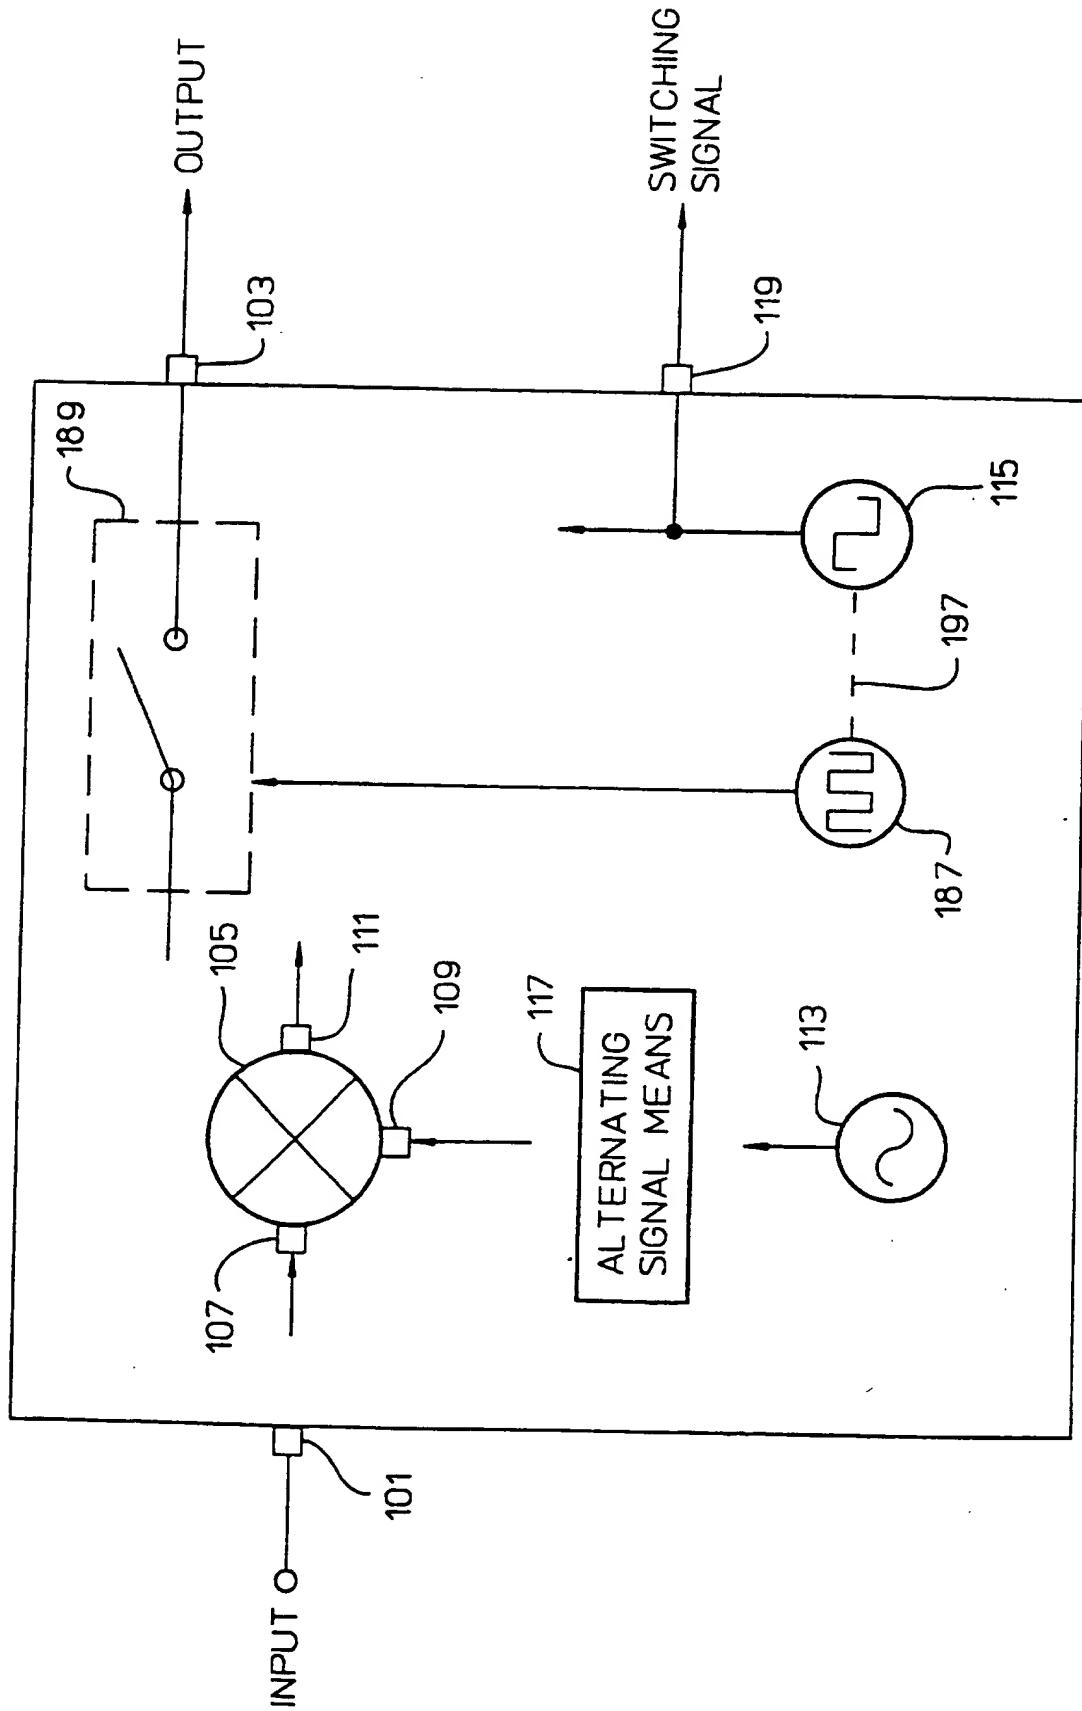 OUTPUT
103
189
SWITCHING
SIGNAL
119
115
197
187
105
111
109
107
117
ALTERNATING
SIGNAL MEANS
113
101
INPUT